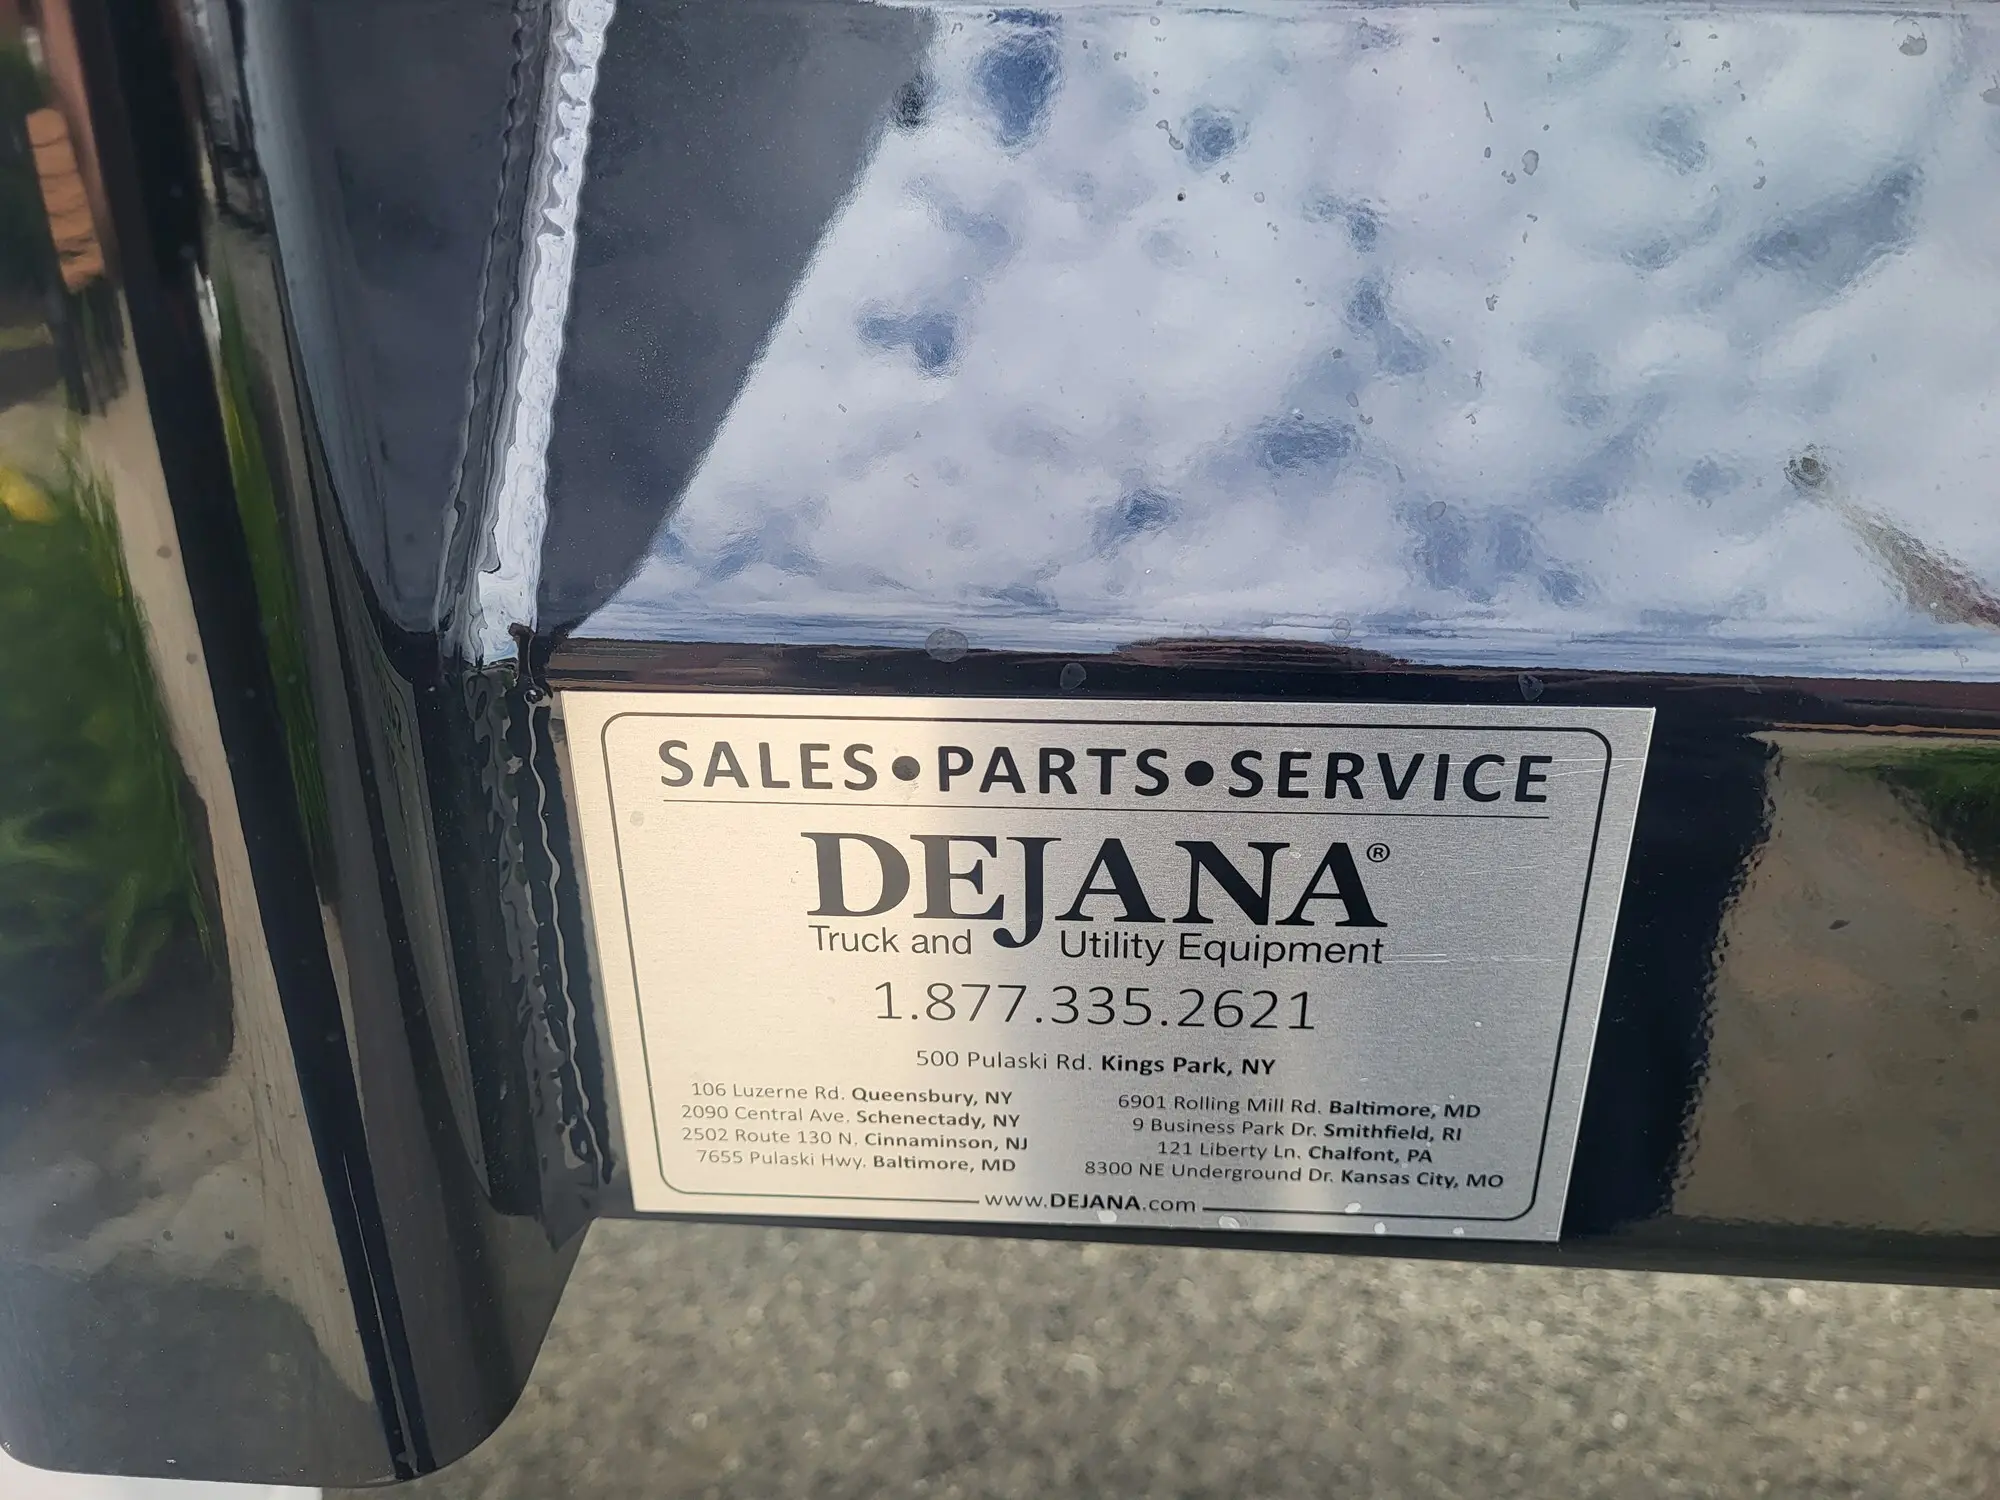 SALES•PARTS•SERVICE
DEJANA®
Truck and Utility Equipment
1.877.335.2621
500 Pulaski Rd. Kings Park, NY
106 Luzerne Rd. Queensbury, NY
2090 Central Ave. Schenectady, NY
2502 Route 130 N. Cinnaminson, NJ
7655 Pulaski Hwy. Baltimore, MD
6901 Rolling Mill Rd. Baltimore, MD
9 Business Park Dr. Smithfield, RI
121 Liberty Ln. Chalfont, PA
8300 NE Underground Dr. Kansas City, MO
www.DEJANA.com